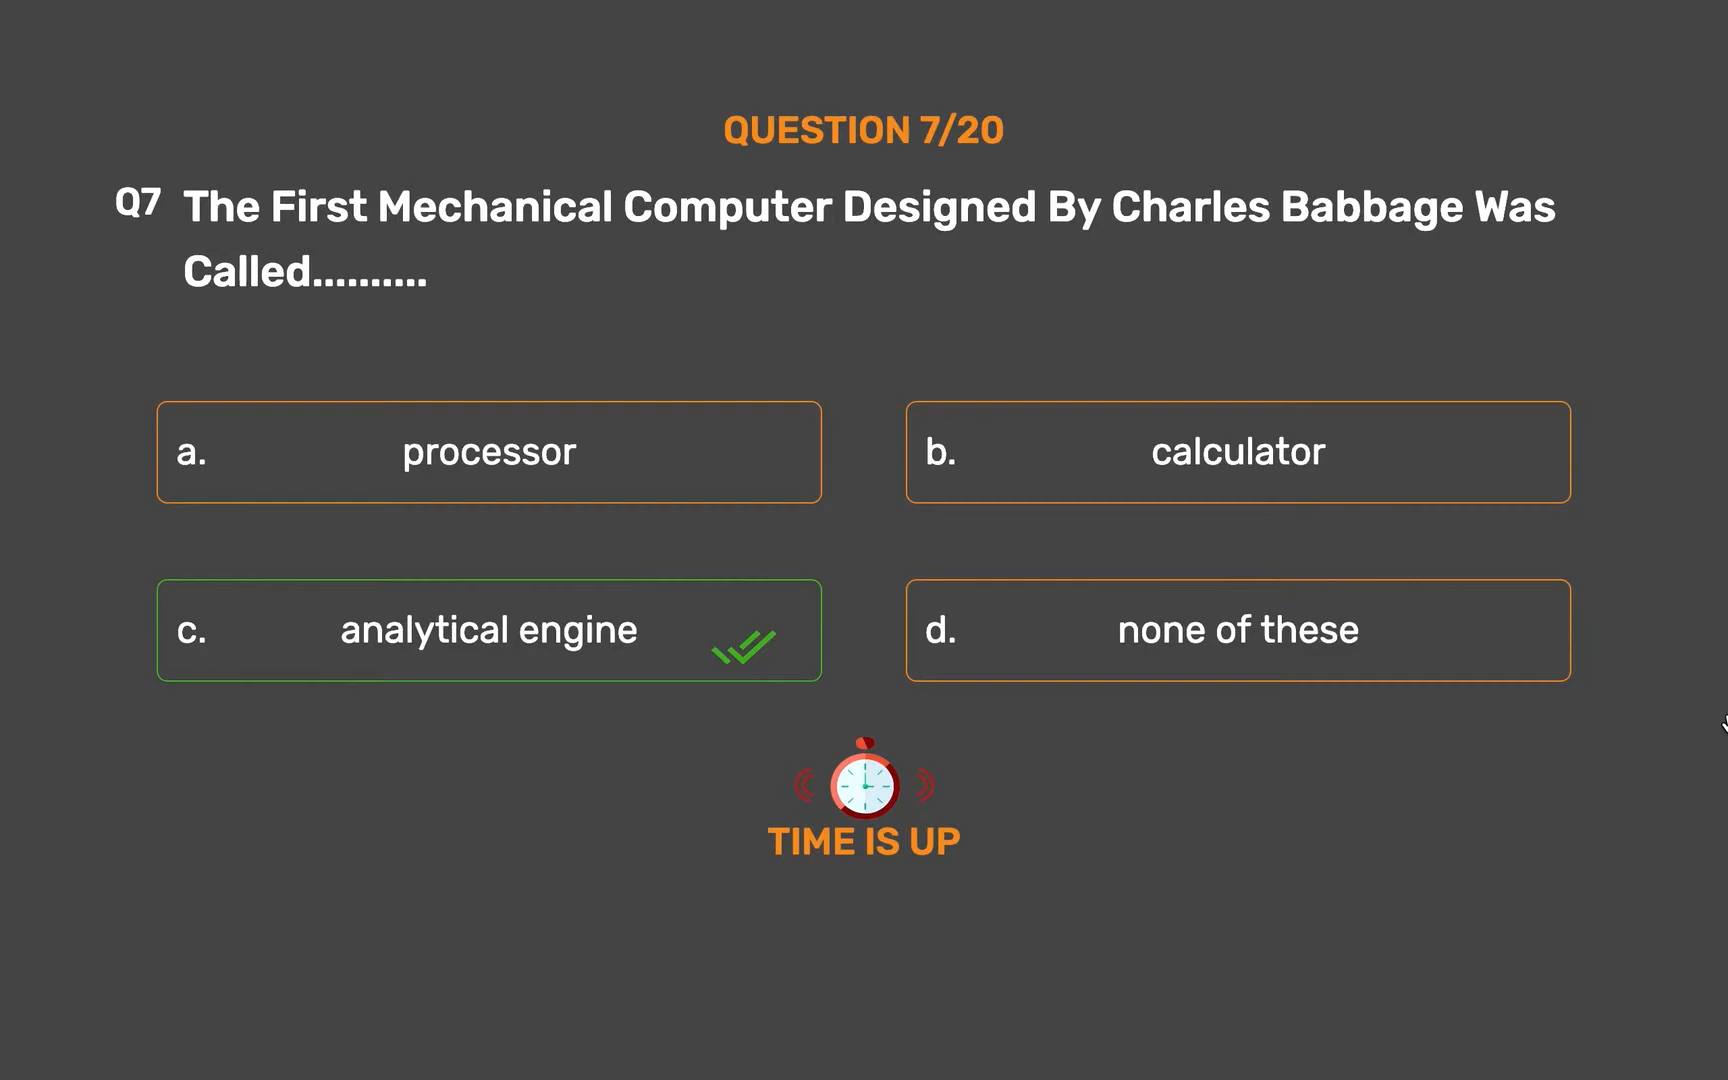 QUESTION 7/20
Q7 The First Mechanical Computer Designed By Charles Babbage Was
Called..........
a. processor
b. calculator
c. analytical engine
d. none of these
TIME IS UP